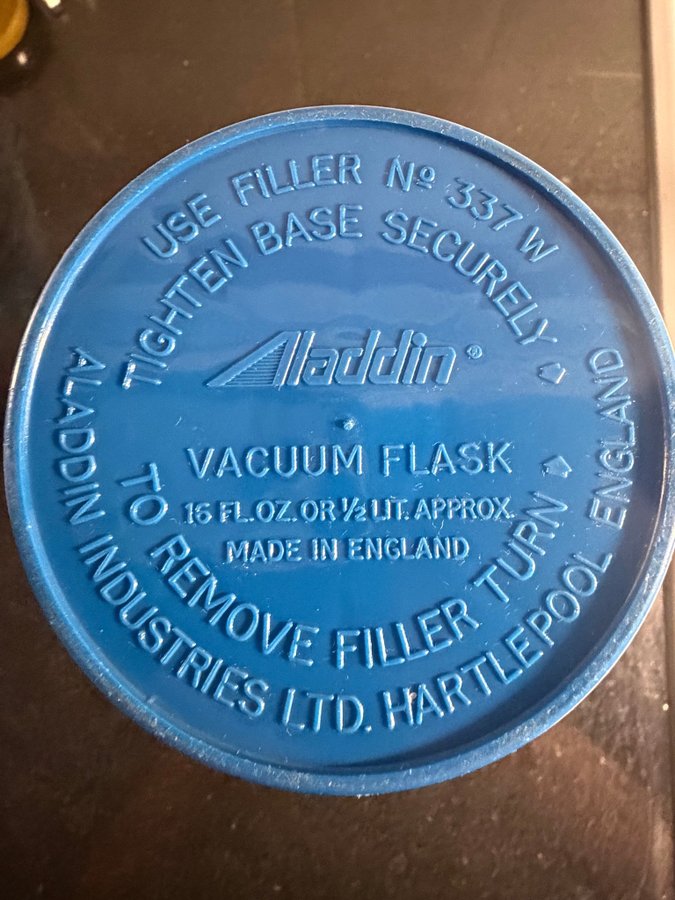 USE FILLER Nº 337 W
TIGHTEN BASE SECURELY
Aladdin®
VACUUM FLASK
16 FL.OZ. OR ½ LIT. APPROX.
MADE IN ENGLAND
TO REMOVE FILLER TURN
ALADDIN INDUSTRIES LTD. HARTLEPOOL ENGLAND